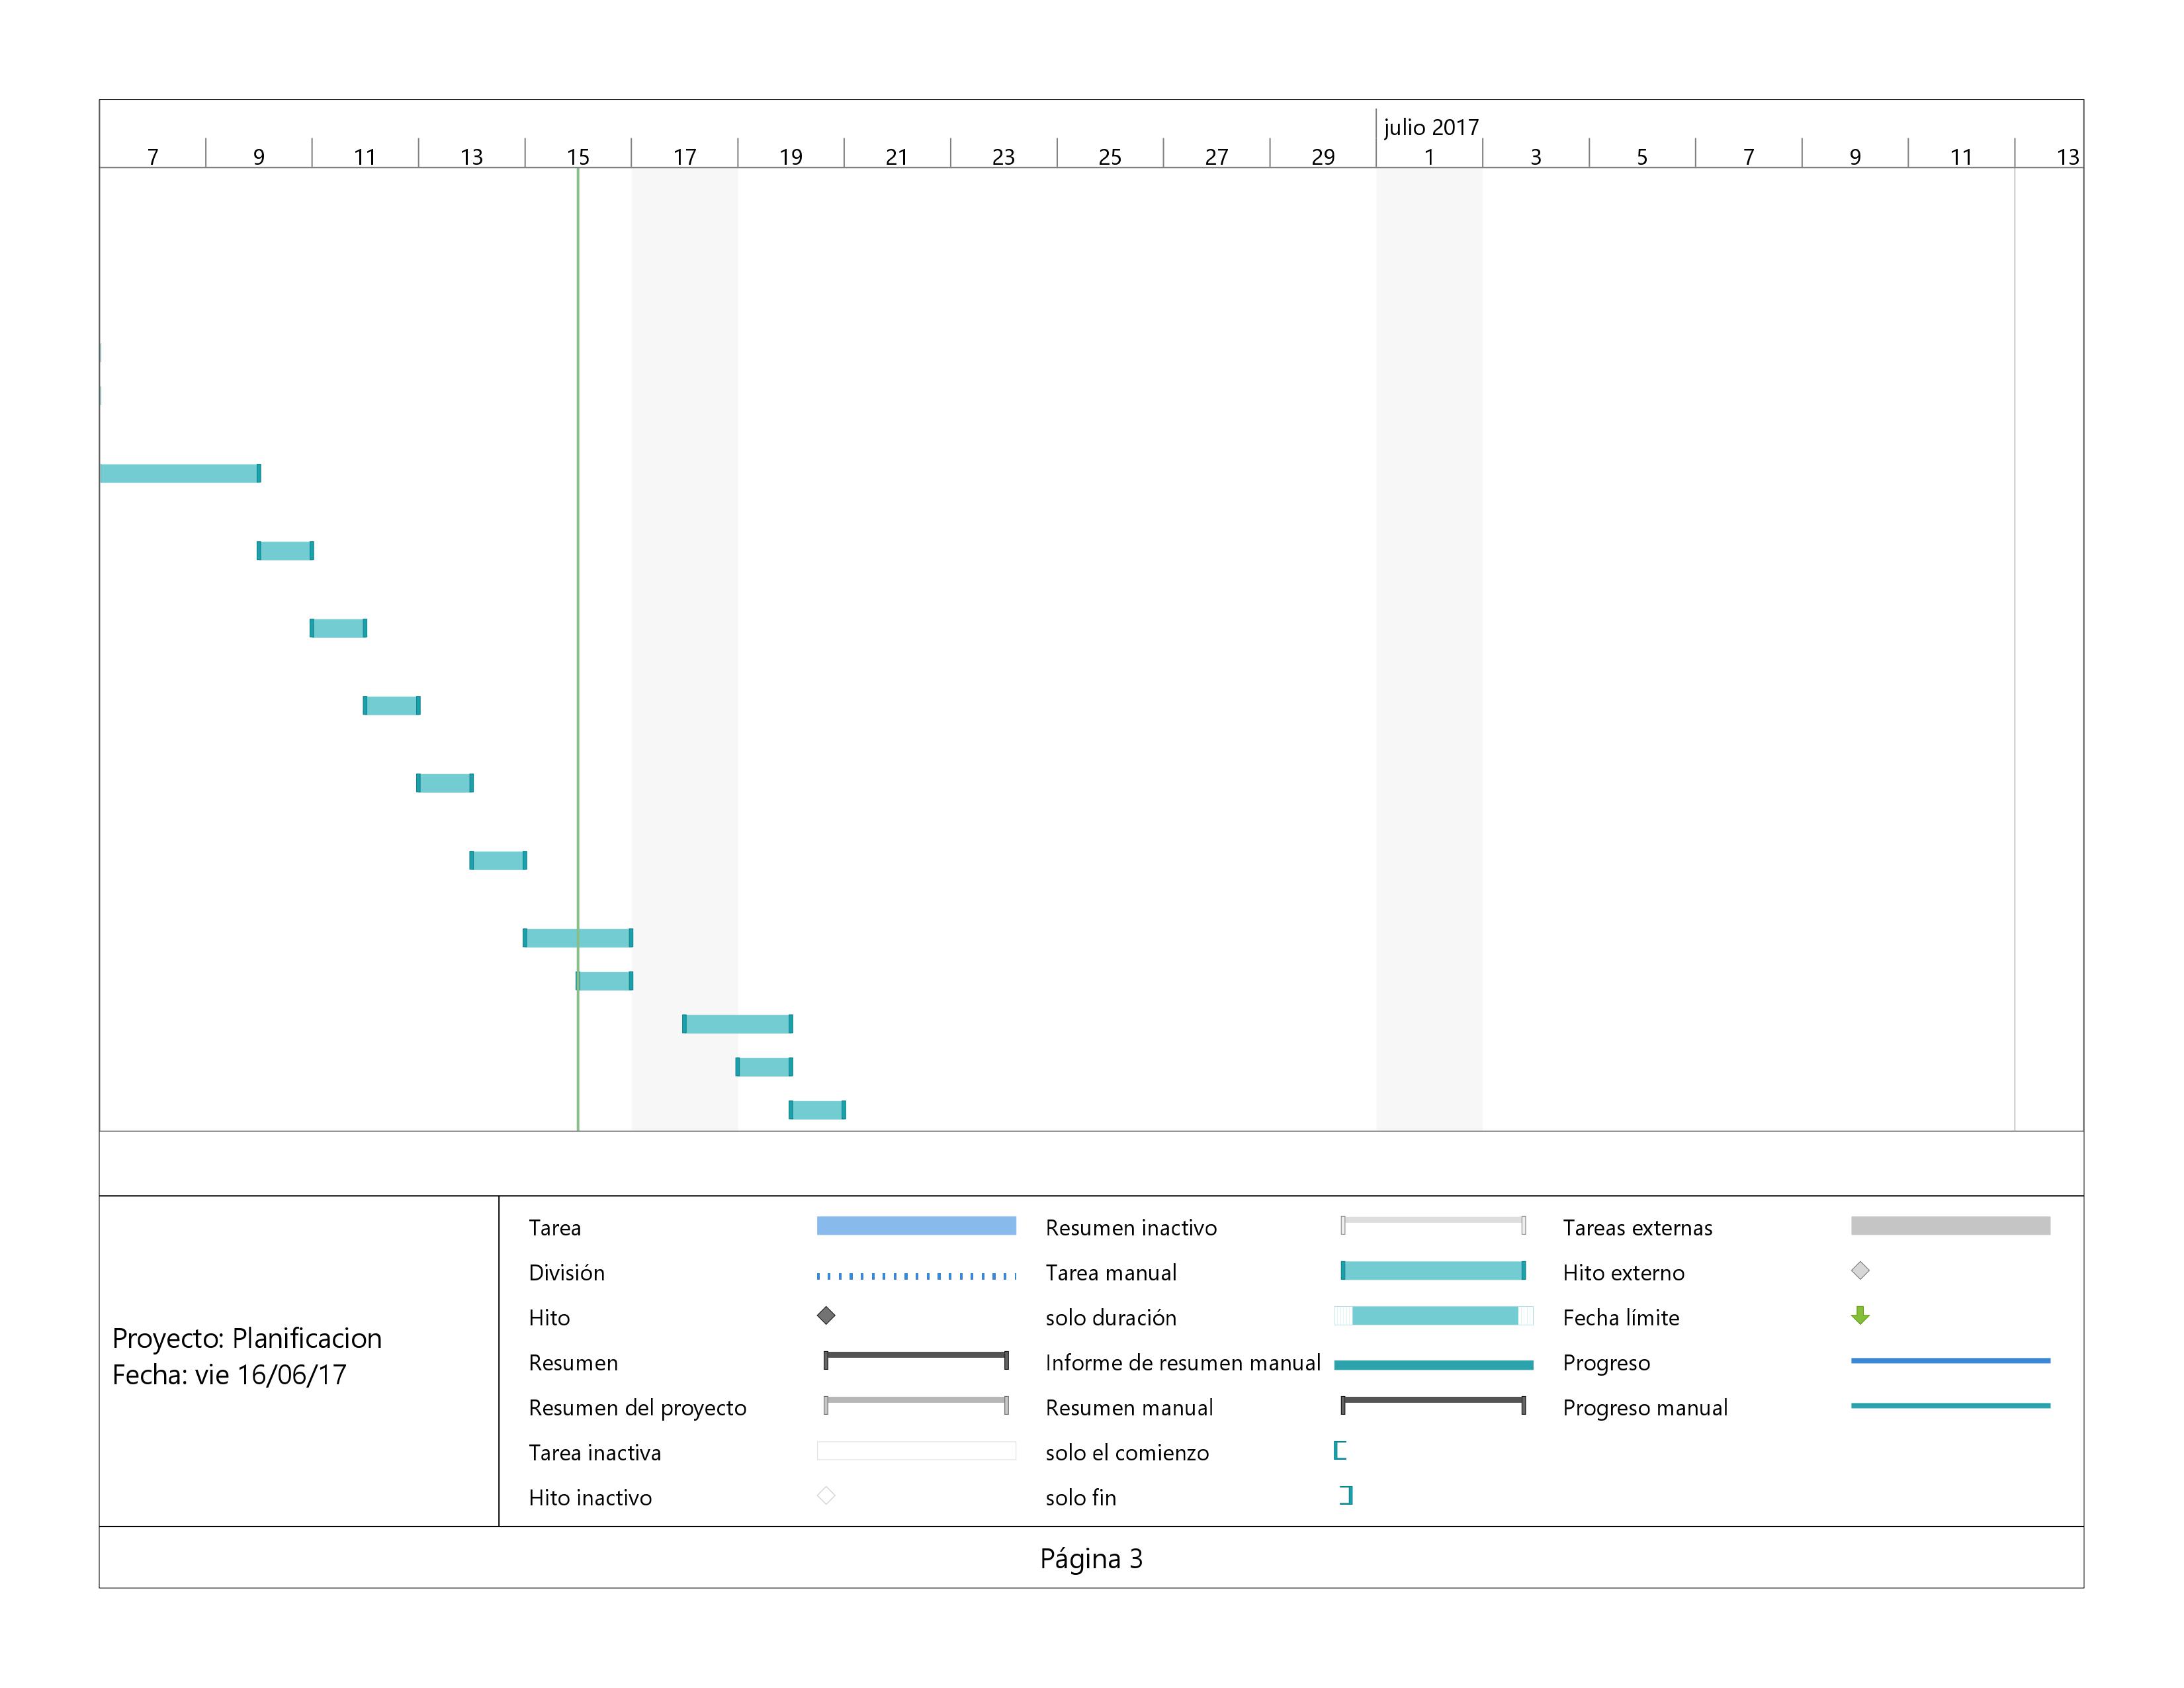 julio 2017
7 9 11 13 15 17 19 21 23 25 27 29 1 3 5 7 9 11 13
Proyecto: Planificacion
Fecha: vie 16/06/17
Tarea
División
Hito
Resumen
Resumen del proyecto
Tarea inactiva
Hito inactivo
Resumen inactivo
Tarea manual
solo duración
Informe de resumen manual
Resumen manual
solo el comienzo
solo fin
Tareas externas
Hito externo
Fecha límite
Progreso
Progreso manual
Página 3